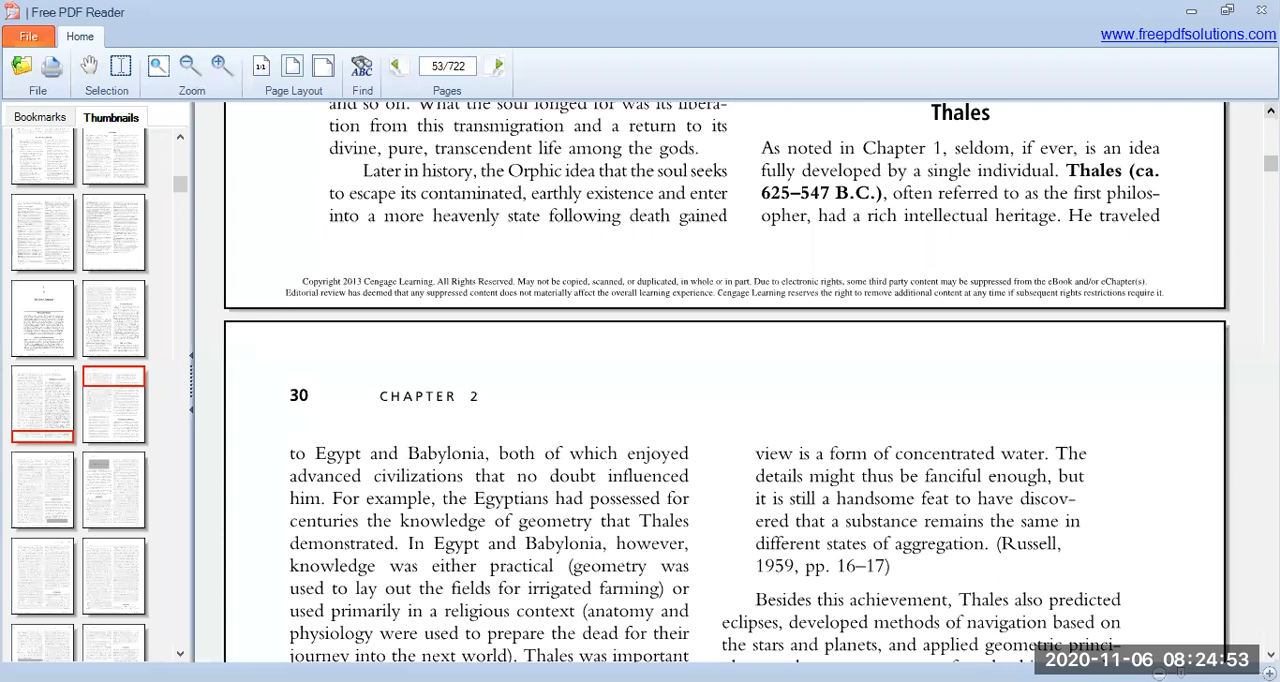 | Free PDF Reader
File
Home
www.freepdfsolutions.com
1:1
ABC
53/722
File
Selection
Zoom
Page Layout
Find
Pages
Bookmarks
Thumbnails
and so on. What the soul longed for was its libera-
tion from this transmigration and a return to its
divine, pure, transcendent life among the gods.
Later in history, the Orphic idea that the soul seeks
to escape its contaminated, earthly existence and enter
into a more heavenly state following death gained
Thales
As noted in Chapter 1, seldom, if ever, is an idea
fully developed by a single individual. Thales (ca.
625–547 B.C.), often referred to as the first philos-
opher, had a rich intellectual heritage. He traveled
Copyright 2013 Cengage Learning. All Rights Reserved. May not be copied, scanned, or duplicated, in whole or in part. Due to electronic rights, some third party content may be suppressed from the eBook and/or eChapter(s).
Editorial review has deemed that any suppressed content does not materially affect the overall learning experience. Cengage Learning reserves the right to remove additional content at any time if subsequent rights restrictions require it.
30 CHAPTER 2
to Egypt and Babylonia, both of which enjoyed
advanced civilizations that no doubt influenced
him. For example, the Egyptians had possessed for
centuries the knowledge of geometry that Thales
demonstrated. In Egypt and Babylonia, however,
knowledge was either practical (geometry was
used to lay out the fields for irrigated farming) or
used primarily in a religious context (anatomy and
physiology were used to prepare the dead for their
journey into the next world). Thales was important
view is a form of concentrated water. The
details might thus be fanciful enough, but
it is still a handsome feat to have discov-
ered that a substance remains the same in
different states of aggregation. (Russell,
1959, pp. 16–17)
Besides this achievement, Thales also predicted
eclipses, developed methods of navigation based on
the stars and planets, and applied geometric princi-
2020-11-06 08:24:53